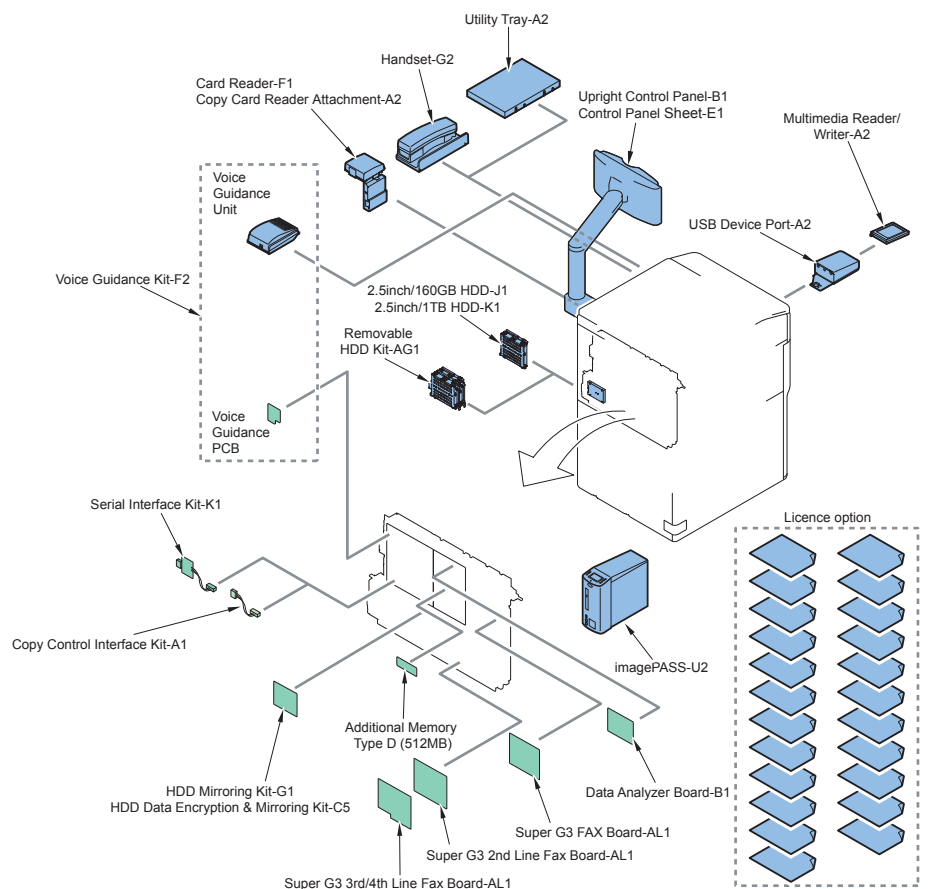 Utility Tray-A2
Handset-G2
Card Reader-F1
Copy Card Reader Attachment-A2
Upright Control Panel-B1
Control Panel Sheet-E1
Multimedia Reader/
Writer-A2
Voice
Guidance
Unit
USB Device Port-A2
Voice Guidance Kit-F2
2.5inch/160GB HDD-J1
2.5inch/1TB HDD-K1
Removable
HDD Kit-AG1
Voice
Guidance
PCB
Serial Interface Kit-K1
Licence option
Copy Control Interface Kit-A1
imagePASS-U2
Additional Memory
Type D (512MB)
HDD Mirroring Kit-G1
HDD Data Encryption & Mirroring Kit-C5
Data Analyzer Board-B1
Super G3 FAX Board-AL1
Super G3 2nd Line Fax Board-AL1
Super G3 3rd/4th Line Fax Board-AL1